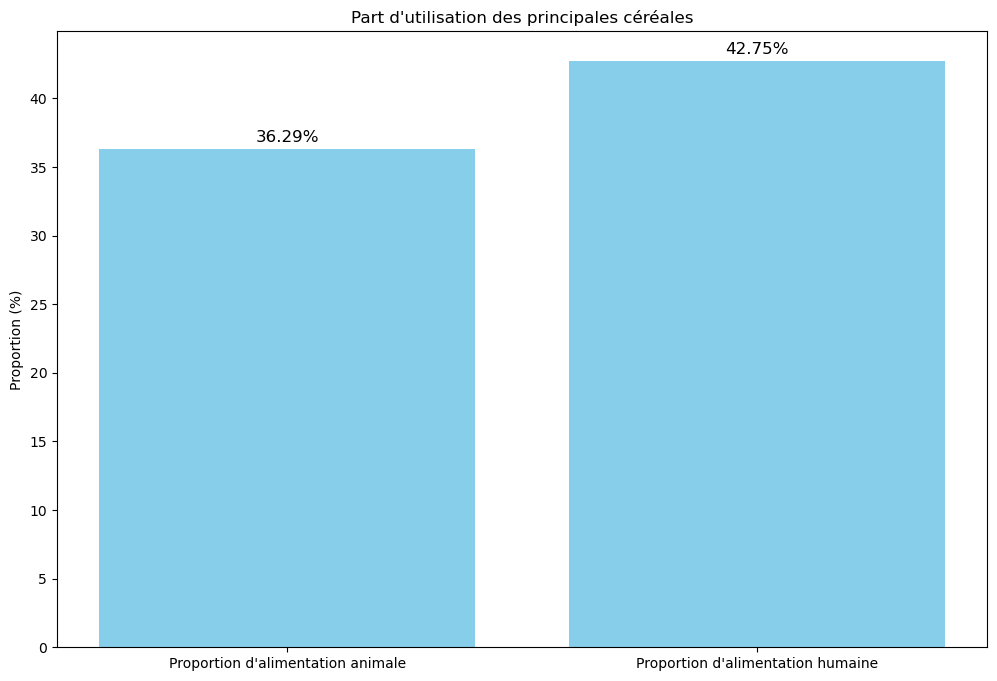 Part d'utilisation des principales céréales
42.75%
36.29%
Proportion (%)
40
35
30
25
20
15
10
5
0
Proportion d'alimentation animale
Proportion d'alimentation humaine